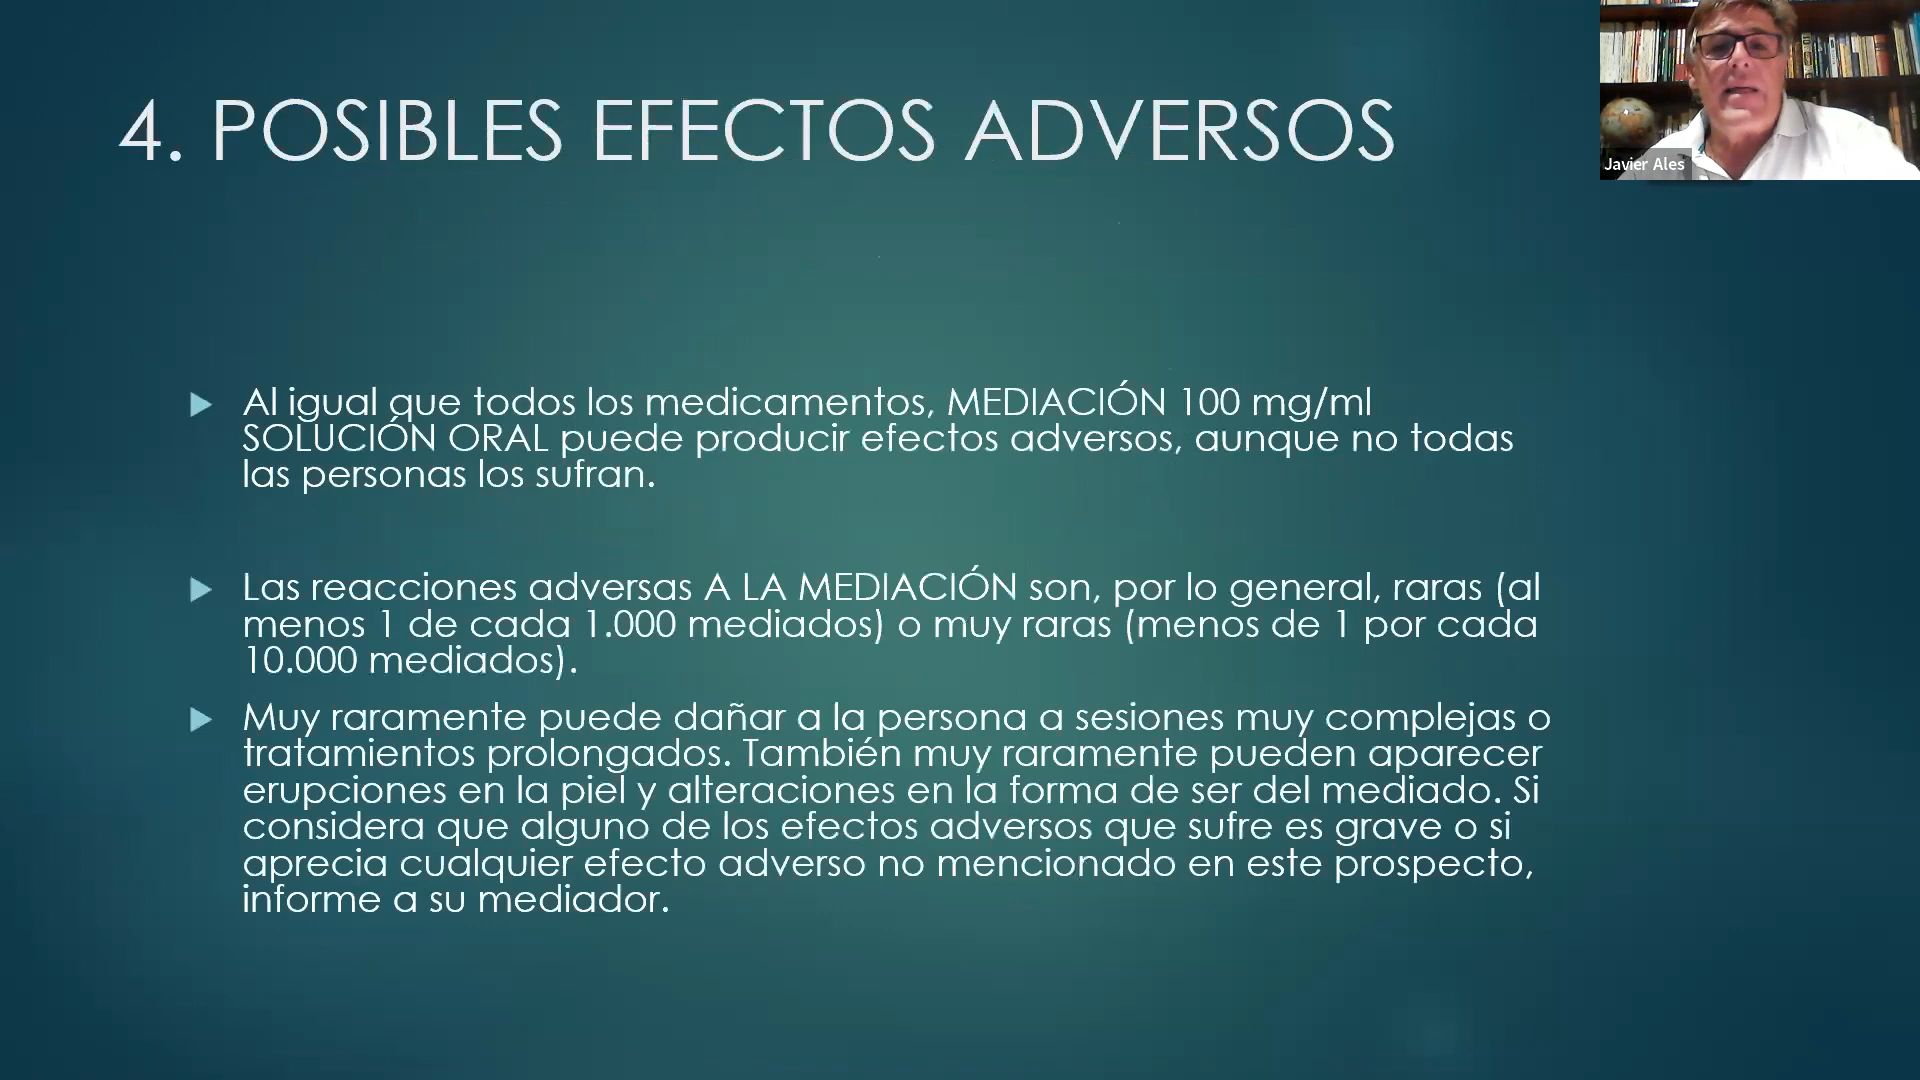 4. POSIBLES EFECTOS ADVERSOS
Javier Ales
Al igual que todos los medicamentos, MEDIACIÓN 100 mg/ml
SOLUCIÓN ORAL puede producir efectos adversos, aunque no todas
las personas los sufran.
Las reacciones adversas A LA MEDIACIÓN son, por lo general, raras (al
menos 1 de cada 1.000 mediados) o muy raras (menos de 1 por cada
10.000 mediados).
Muy raramente puede dañar a la persona a sesiones muy complejas o
tratamientos prolongados. También muy raramente pueden aparecer
erupciones en la piel y alteraciones en la forma de ser del mediado. Si
considera que alguno de los efectos adversos que sufre es grave o si
aprecia cualquier efecto adverso no mencionado en este prospecto,
informe a su mediador.